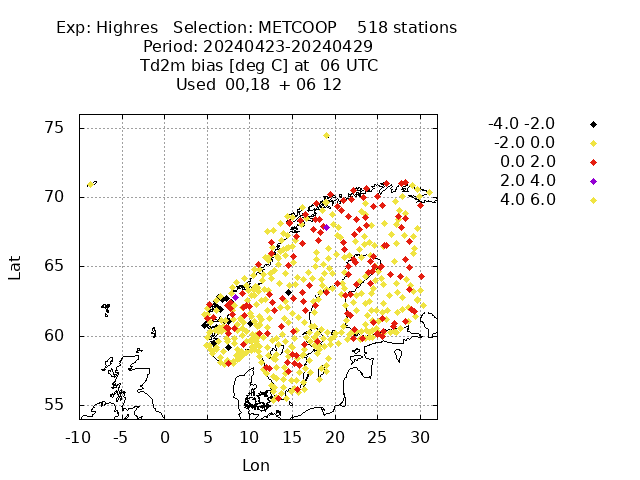 Exp: Highres Selection: METCOOP 518 stations
Period: 20240423-20240429
Td2m bias [deg C] at 06 UTC
Used 00,18 + 06 12
-4.0 -2.0
-2.0 0.0
0.0 2.0
2.0 4.0
4.0 6.0
75
70
65
60
55
Lat
-10 -5 0 5 10 15 20 25 30
Lon